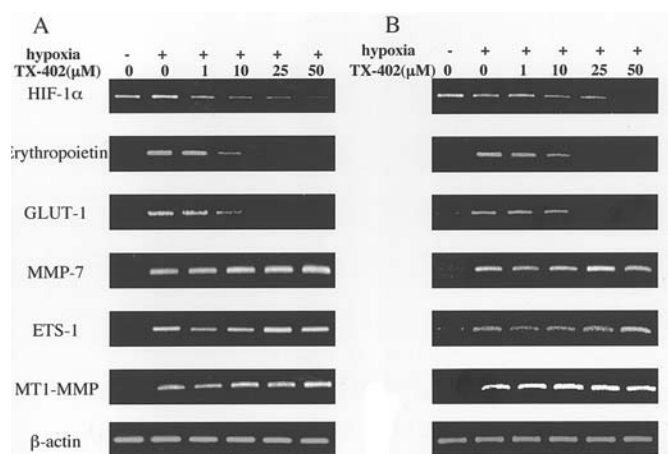 A
B
hypoxia - + + + + +
TX-402(μM) 0 0 1 10 25 50
hypoxia - + + + + +
TX-402(μM) 0 0 1 10 25 50
HIF-1α
rythropoietin
GLUT-1
MMP-7
ETS-1
MT1-MMP
β-actin